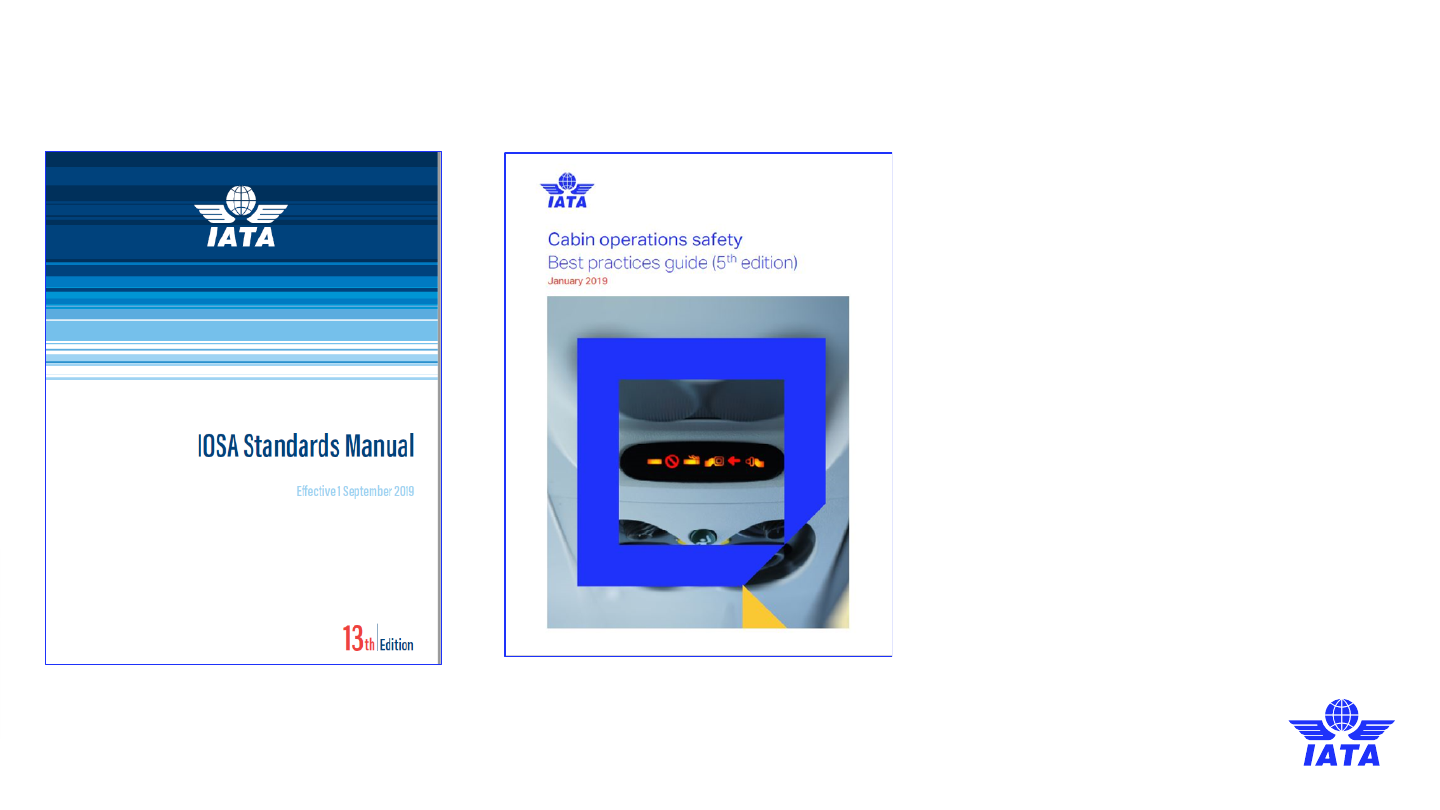 IATA
IOSA Standards Manual
Effective 1 September 2019
13th Edition
IATA
Cabin operations safety
Best practices guide (5th edition)
January 2019
IATA